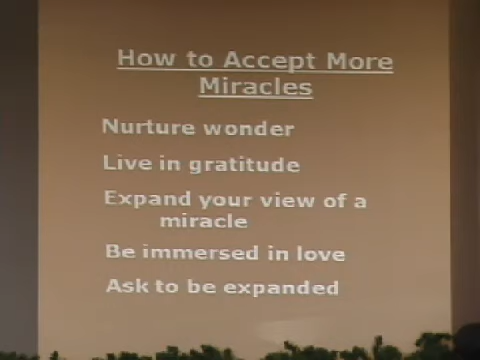 How to Accept More
Miracles
Nurture wonder
Live in gratitude
Expand your view of a
miracle
Be immersed in love
Ask to be expanded